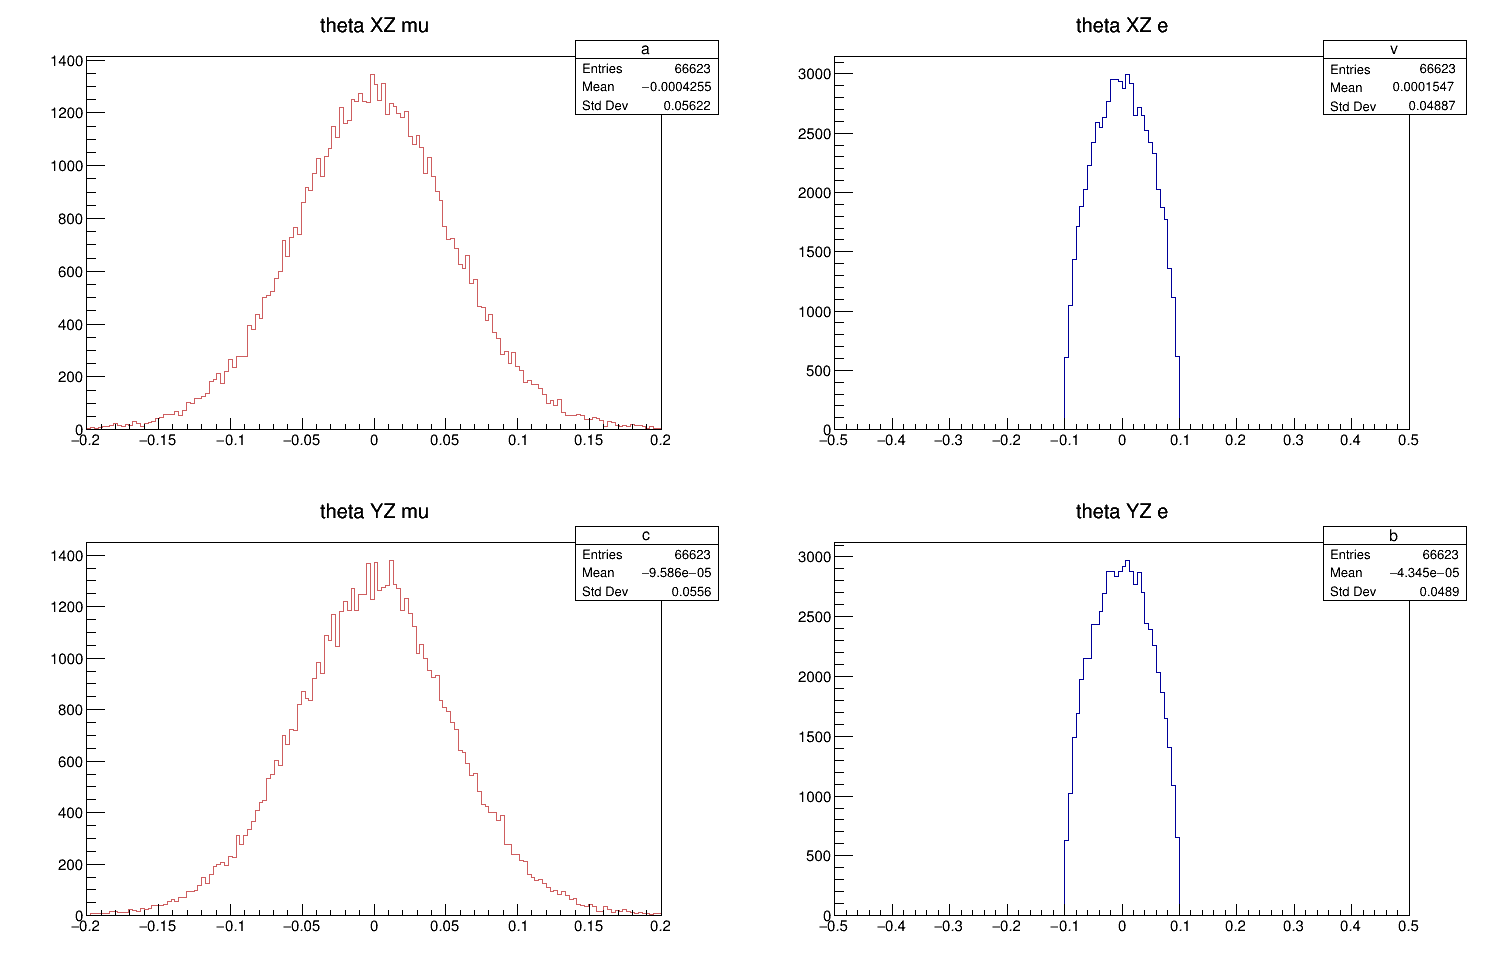 theta XZ mu
a
Entries 66623
Mean −0.0004255
Std Dev 0.05622
1400
1200
1000
800
600
400
200
0
−0.2 −0.15 −0.1 −0.05 0 0.05 0.1 0.15 0.2
theta XZ e
v
Entries 66623
Mean 0.0001547
Std Dev 0.04887
3000
2500
2000
1500
1000
500
0
−0.5 −0.4 −0.3 −0.2 −0.1 0 0.1 0.2 0.3 0.4 0.5
theta YZ mu
c
Entries 66623
Mean −9.586e−05
Std Dev 0.0556
1400
1200
1000
800
600
400
200
0
−0.2 −0.15 −0.1 −0.05 0 0.05 0.1 0.15 0.2
theta YZ e
b
Entries 66623
Mean −4.345e−05
Std Dev 0.0489
3000
2500
2000
1500
1000
500
0
−0.5 −0.4 −0.3 −0.2 −0.1 0 0.1 0.2 0.3 0.4 0.5